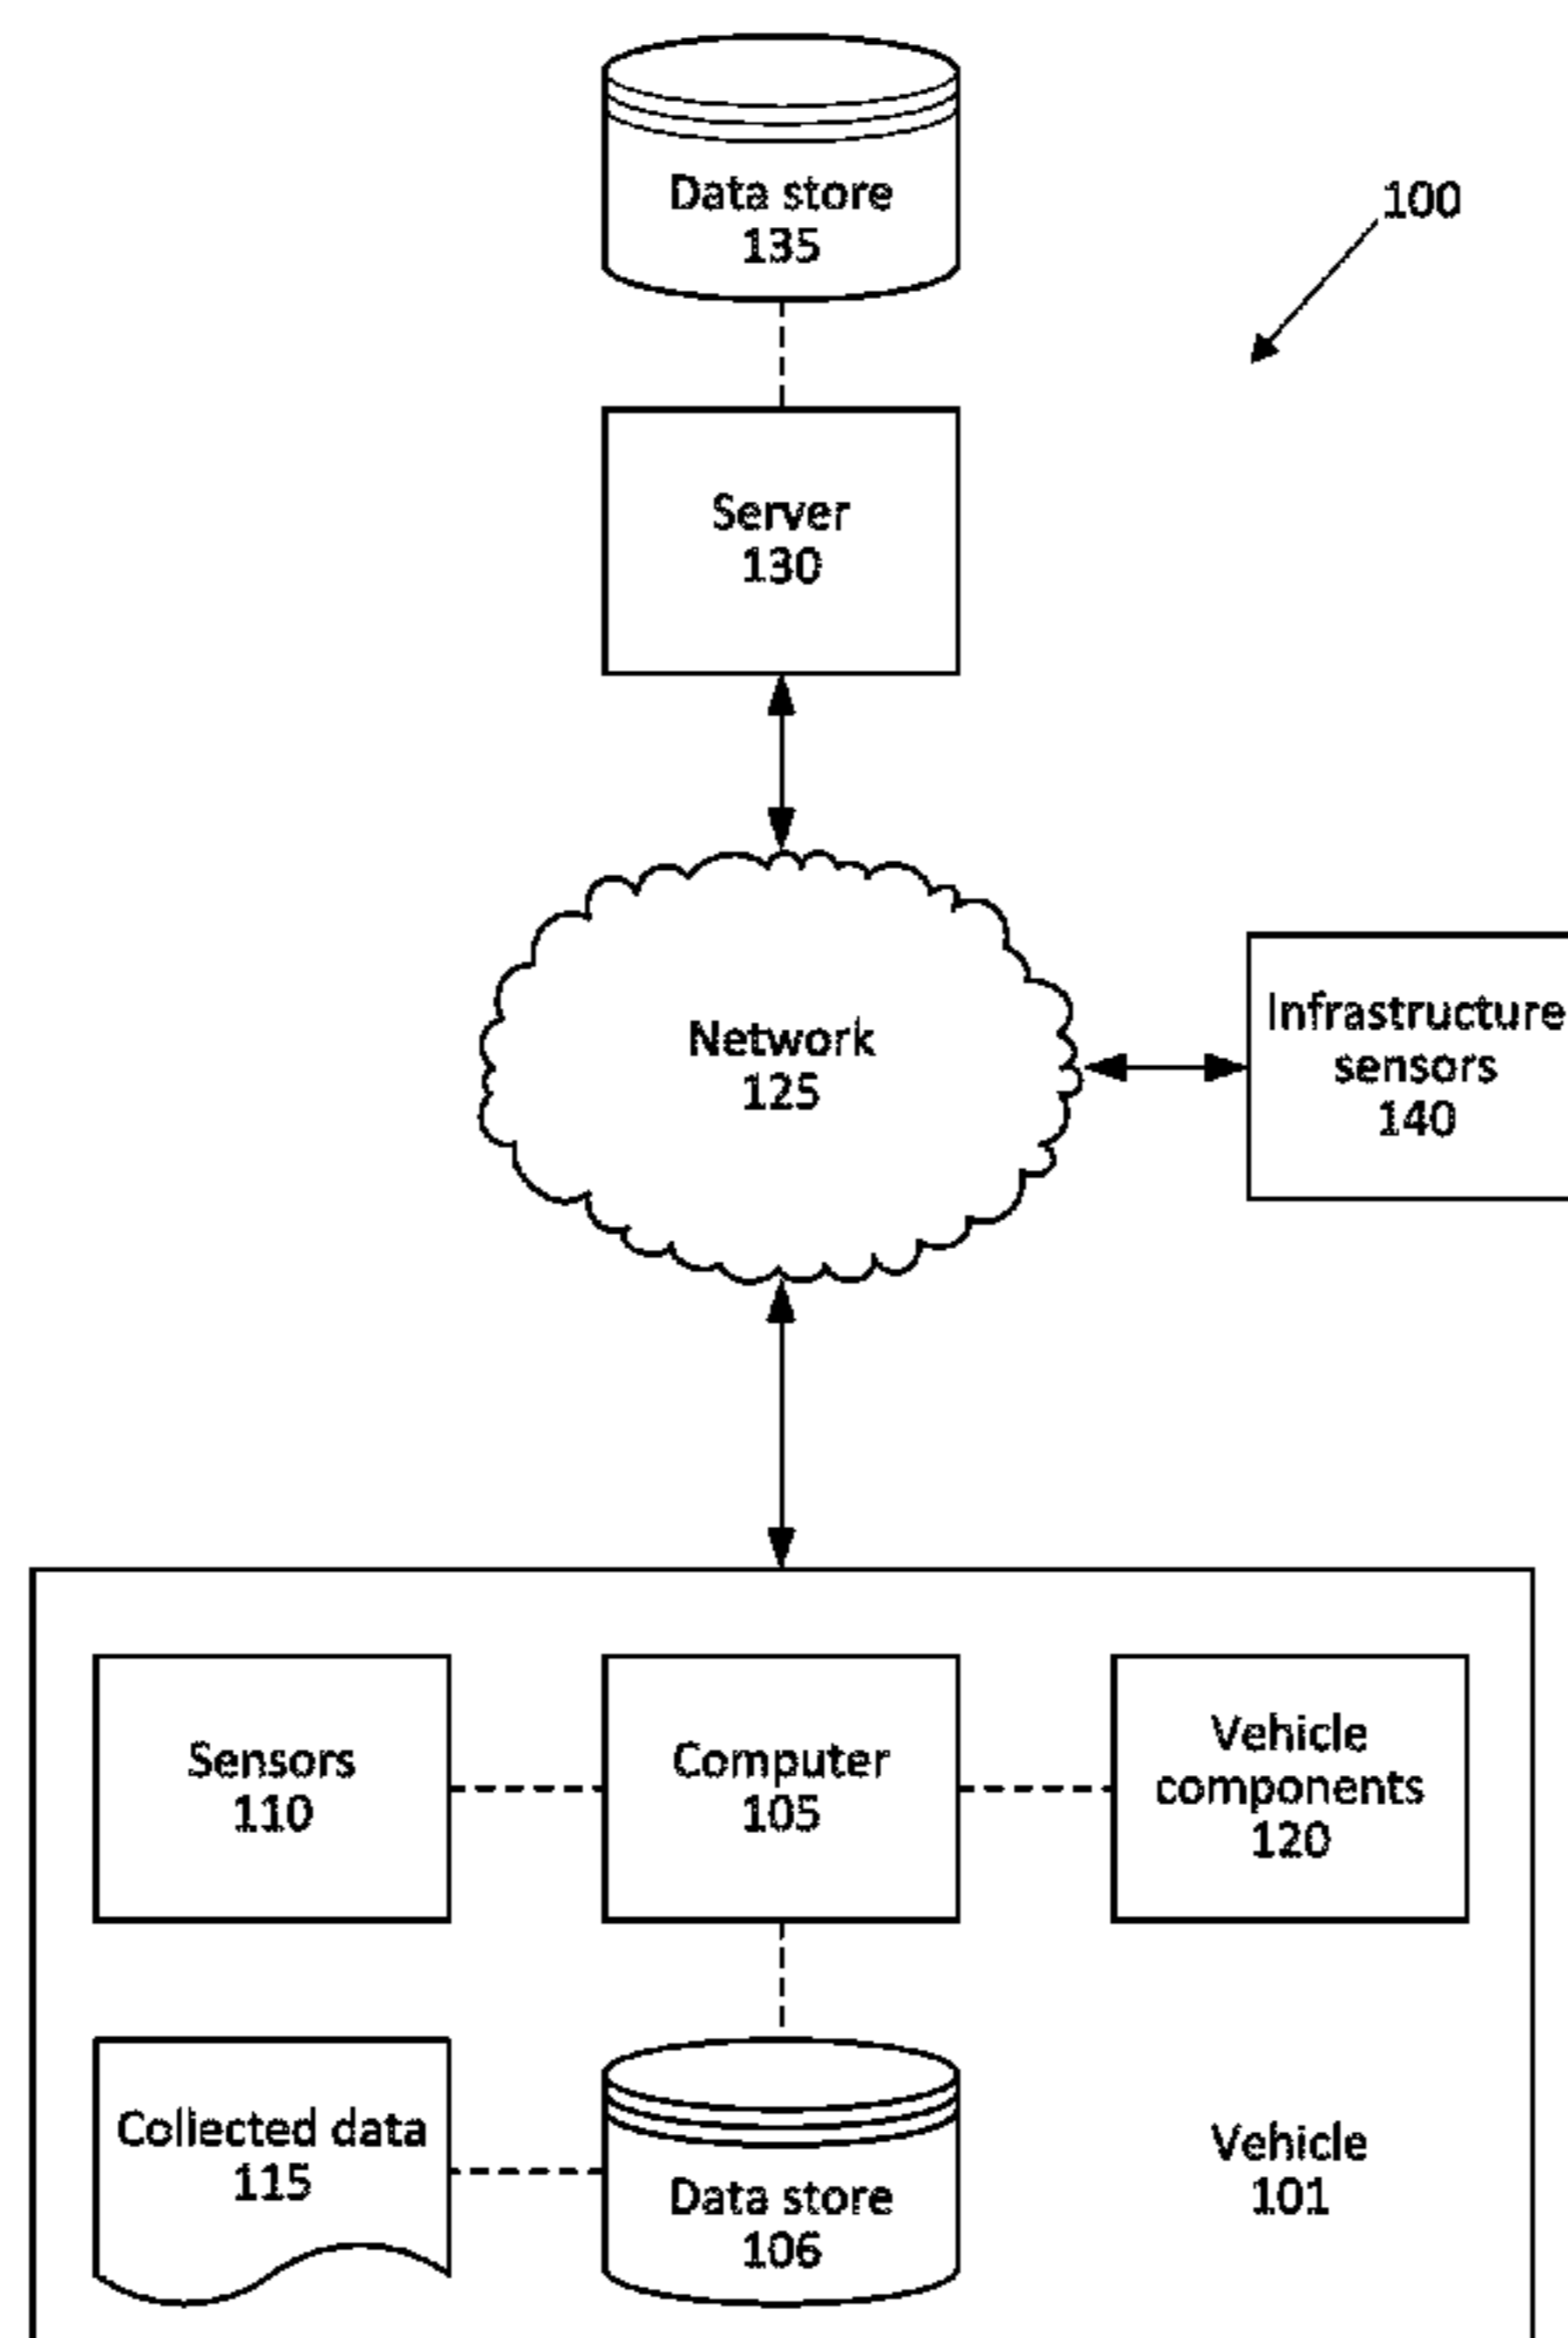 Data store
135
100
Server
130
Network
125
Infrastructure
sensors
140
Sensors
110
Computer
105
Vehicle
components
120
Collected data
115
Data store
106
Vehicle
101